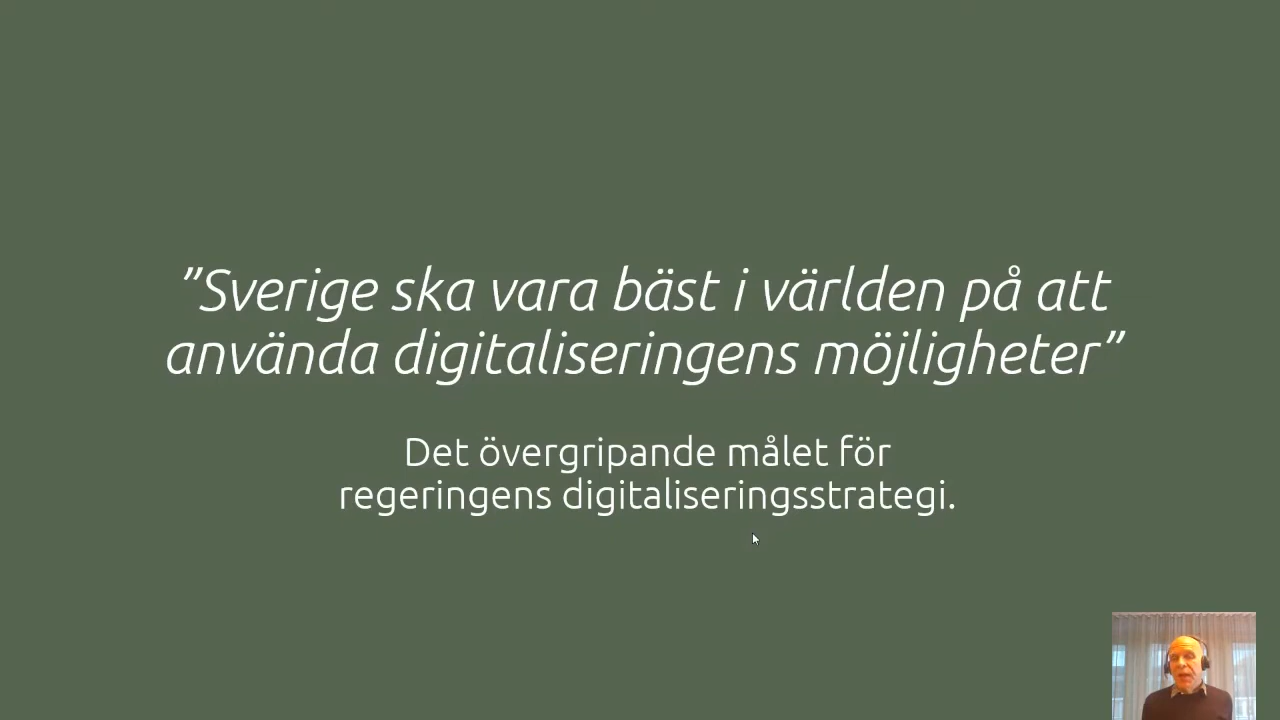 ”Sverige ska vara bäst i världen på att
använda digitaliseringens möjligheter”
Det övergripande målet för
regeringens digitaliseringsstrategi.